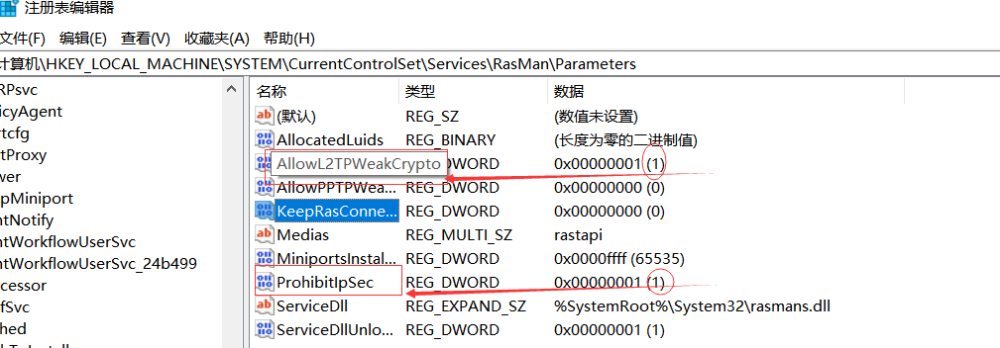 注册表编辑器
文件(F) 编辑(E) 查看(V) 收藏夹(A) 帮助(H)
计算机\HKEY_LOCAL_MACHINE\SYSTEM\CurrentControlSet\Services\RasMan\Parameters
名称 类型 数据
RPsvc (默认) REG_SZ (数值未设置)
icyAgent AllocatedLuids REG_BINARY (长度为零的二进制值)
rtcfg AllowL2TPWeakCrypto DWORD 0x00000001 (1)
tProxy AllowPPTPWea... REG_DWORD 0x00000000 (0)
wer KeepRasConne... REG_DWORD 0x00000000 (0)
pMiniport Medias REG_MULTI_SZ rastapi
ntNotify MiniportsInstal... REG_DWORD 0x0000ffff (65535)
ntWorkflowUserSvc ProhibitIpSec REG_DWORD 0x00000001 (1)
ntWorkflowUserSvc_24b499 ServiceDll REG_EXPAND_SZ %SystemRoot%\System32\rasmans.dll
cessor ServiceDllUnlo... REG_DWORD 0x00000001 (1)
fSvc
hed